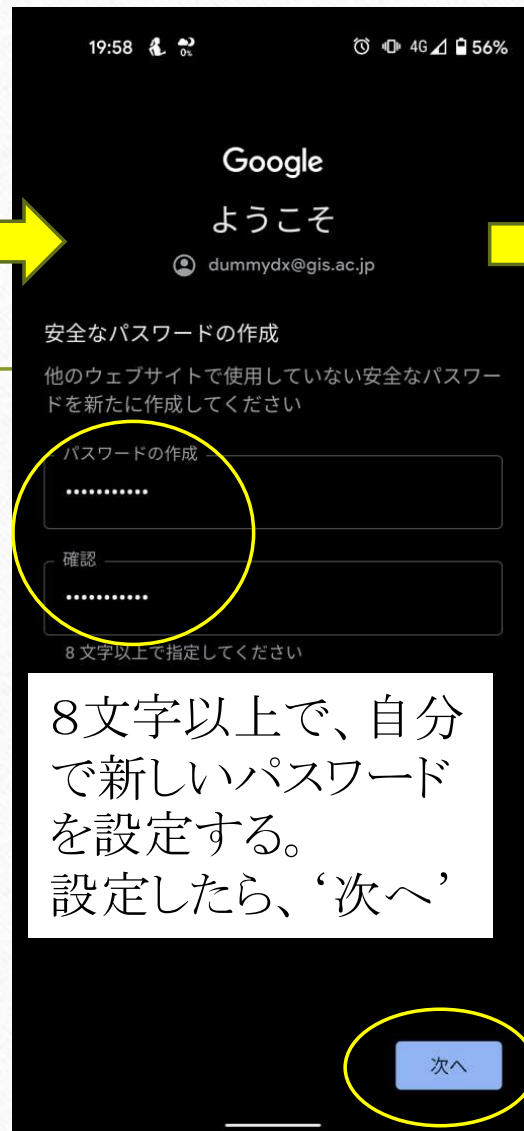 19:58 0% 4G 56%
Google
ようこそ
dummydx@gis.ac.jp
安全なパスワードの作成
他のウェブサイトで使用していない安全なパスワー
ドを新たに作成してください
パスワードの作成
•••••••••••
確認
•••••••••••
8 文字以上で指定してください
８文字以上で、自分
で新しいパスワード
を設定する。
設定したら、‘次へ’
次へ